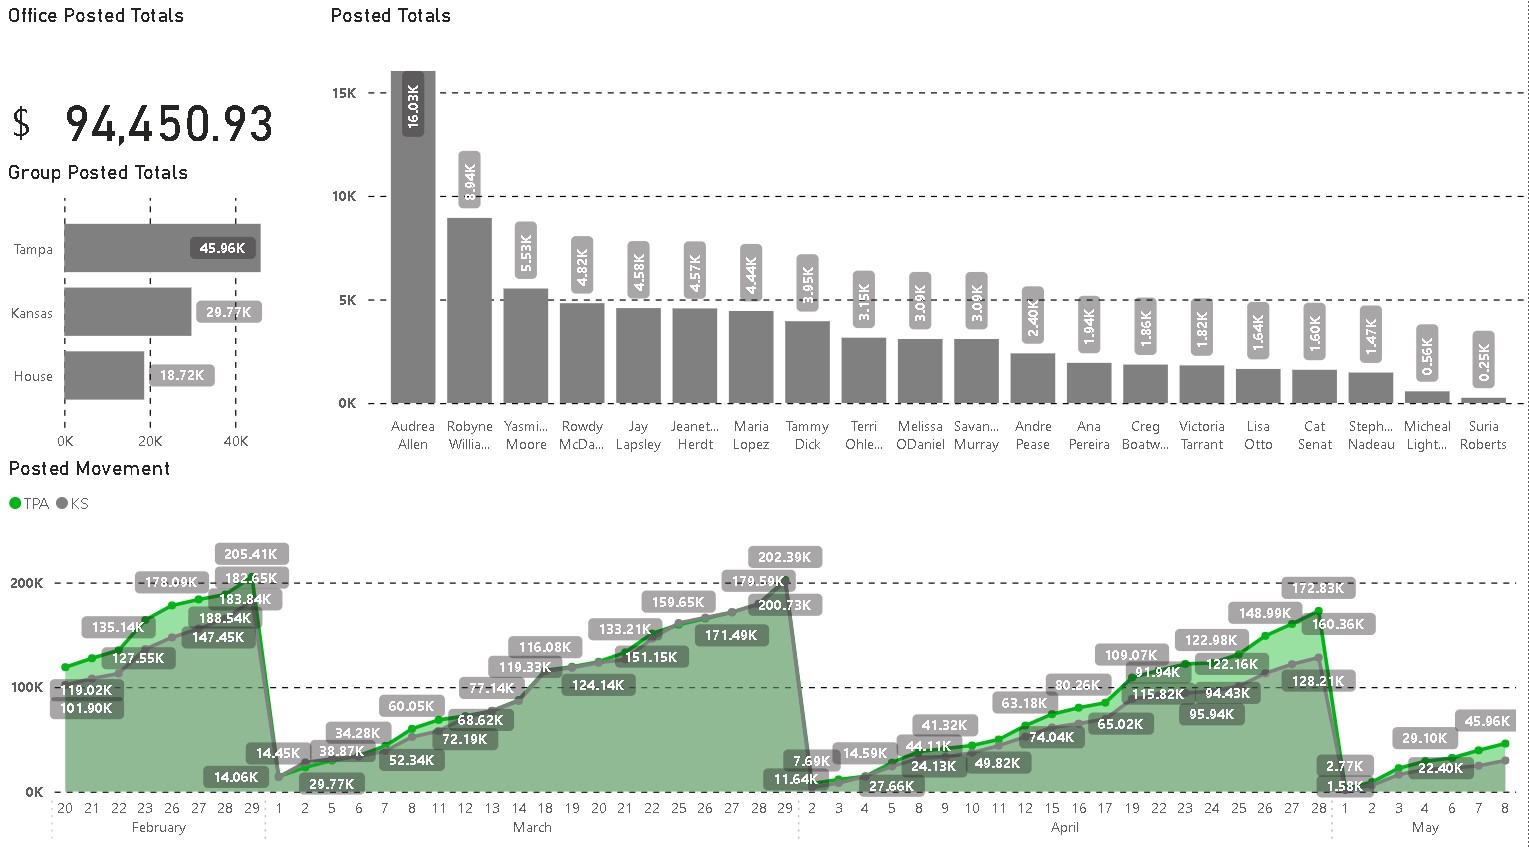 Office Posted Totals
$ 94,450.93
Group Posted Totals
Tampa 45.96K
Kansas 29.77K
House 18.72K
0K 20K 40K
Posted Totals
15K
10K
5K
0K
16.03K 8.94K 5.53K 4.82K 4.58K 4.57K 4.44K 3.95K 3.15K 3.09K 3.09K 2.40K 1.94K 1.86K 1.82K 1.64K 1.60K 1.47K 0.56K 0.25K
Audrea Robyne Yasmi... Rowdy Jay Jeanet... Maria Tammy Terri Melissa Savan... Andre Ana Creg Victoria Lisa Cat Steph... Micheal Suria
Allen Willia... Moore McDa... Lapsley Herdt Lopez Dick Ohle... ODaniel Murray Pease Pereira Boatw... Tarrant Otto Senat Nadeau Light... Roberts
Posted Movement
TPA KS
205.41K 202.39K
200K 178.09K 182.65K 179.59K 172.83K
183.84K 159.65K 200.73K 148.99K
135.14K 188.54K 133.21K 160.36K
147.45K 116.08K 171.49K 122.98K
127.55K 119.33K 151.15K 109.07K 122.16K
100K 119.02K 77.14K 124.14K 80.26K 91.94K 128.21K
101.90K 60.05K 68.62K 63.18K 115.82K 94.43K 45.96K
34.28K 72.19K 41.32K 74.04K 65.02K 95.94K 29.10K
14.45K 38.87K 52.34K 7.69K 14.59K 44.11K 49.82K 2.77K 22.40K
14.06K 29.77K 11.64K 27.66K 24.13K 1.58K
0K
20 21 22 23 26 27 28 29 1 2 5 6 7 8 11 12 13 14 18 19 20 21 22 25 26 27 28 29 2 3 4 5 8 9 10 11 12 15 16 17 19 22 23 24 25 26 27 28 1 2 3 4 6 7 8
February March April May